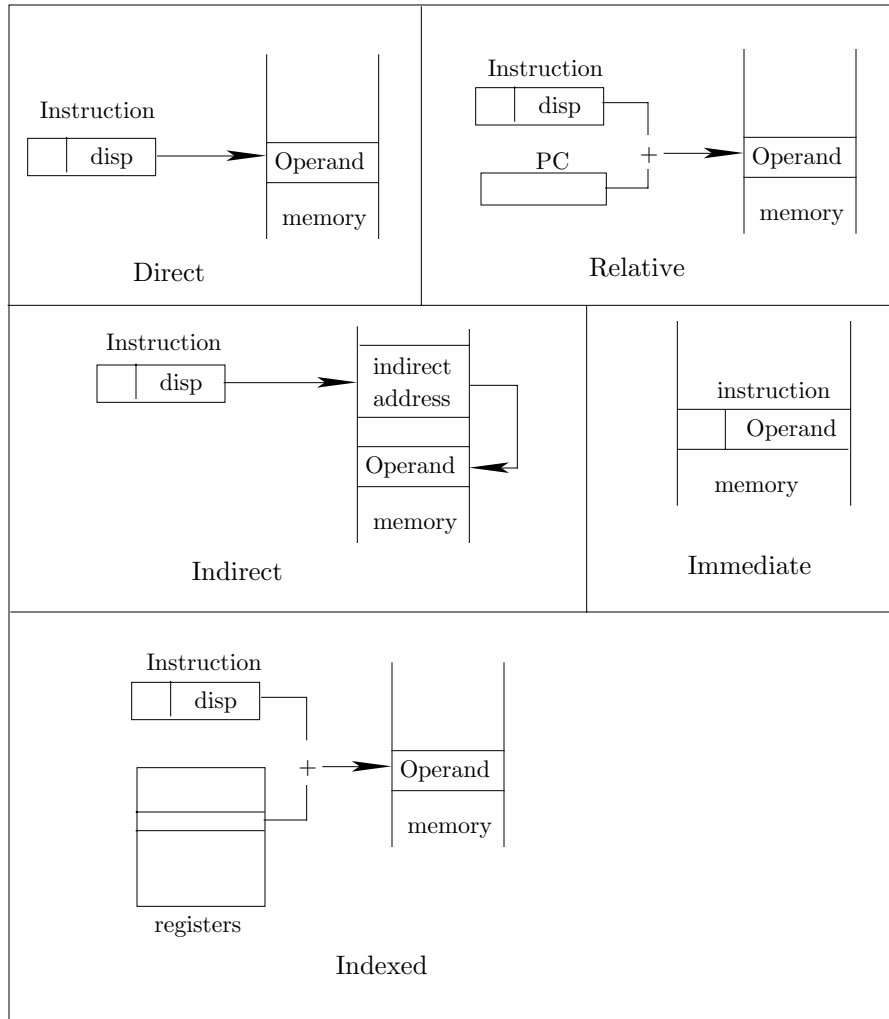 Instruction
disp
Operand
memory
Direct
Instruction
disp
PC
+
Operand
memory
Relative
Instruction
disp
indirect
address
Operand
memory
Indirect
instruction
Operand
memory
Immediate
Instruction
disp
+
Operand
memory
registers
Indexed